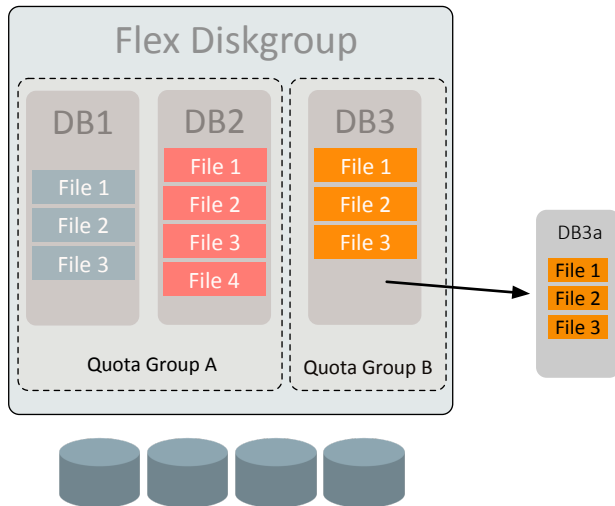 Flex Diskgroup
DB1
File 1
File 2
File 3
DB2
File 1
File 2
File 3
File 4
Quota Group A
DB3
File 1
File 2
File 3
Quota Group B
DB3a
File 1
File 2
File 3